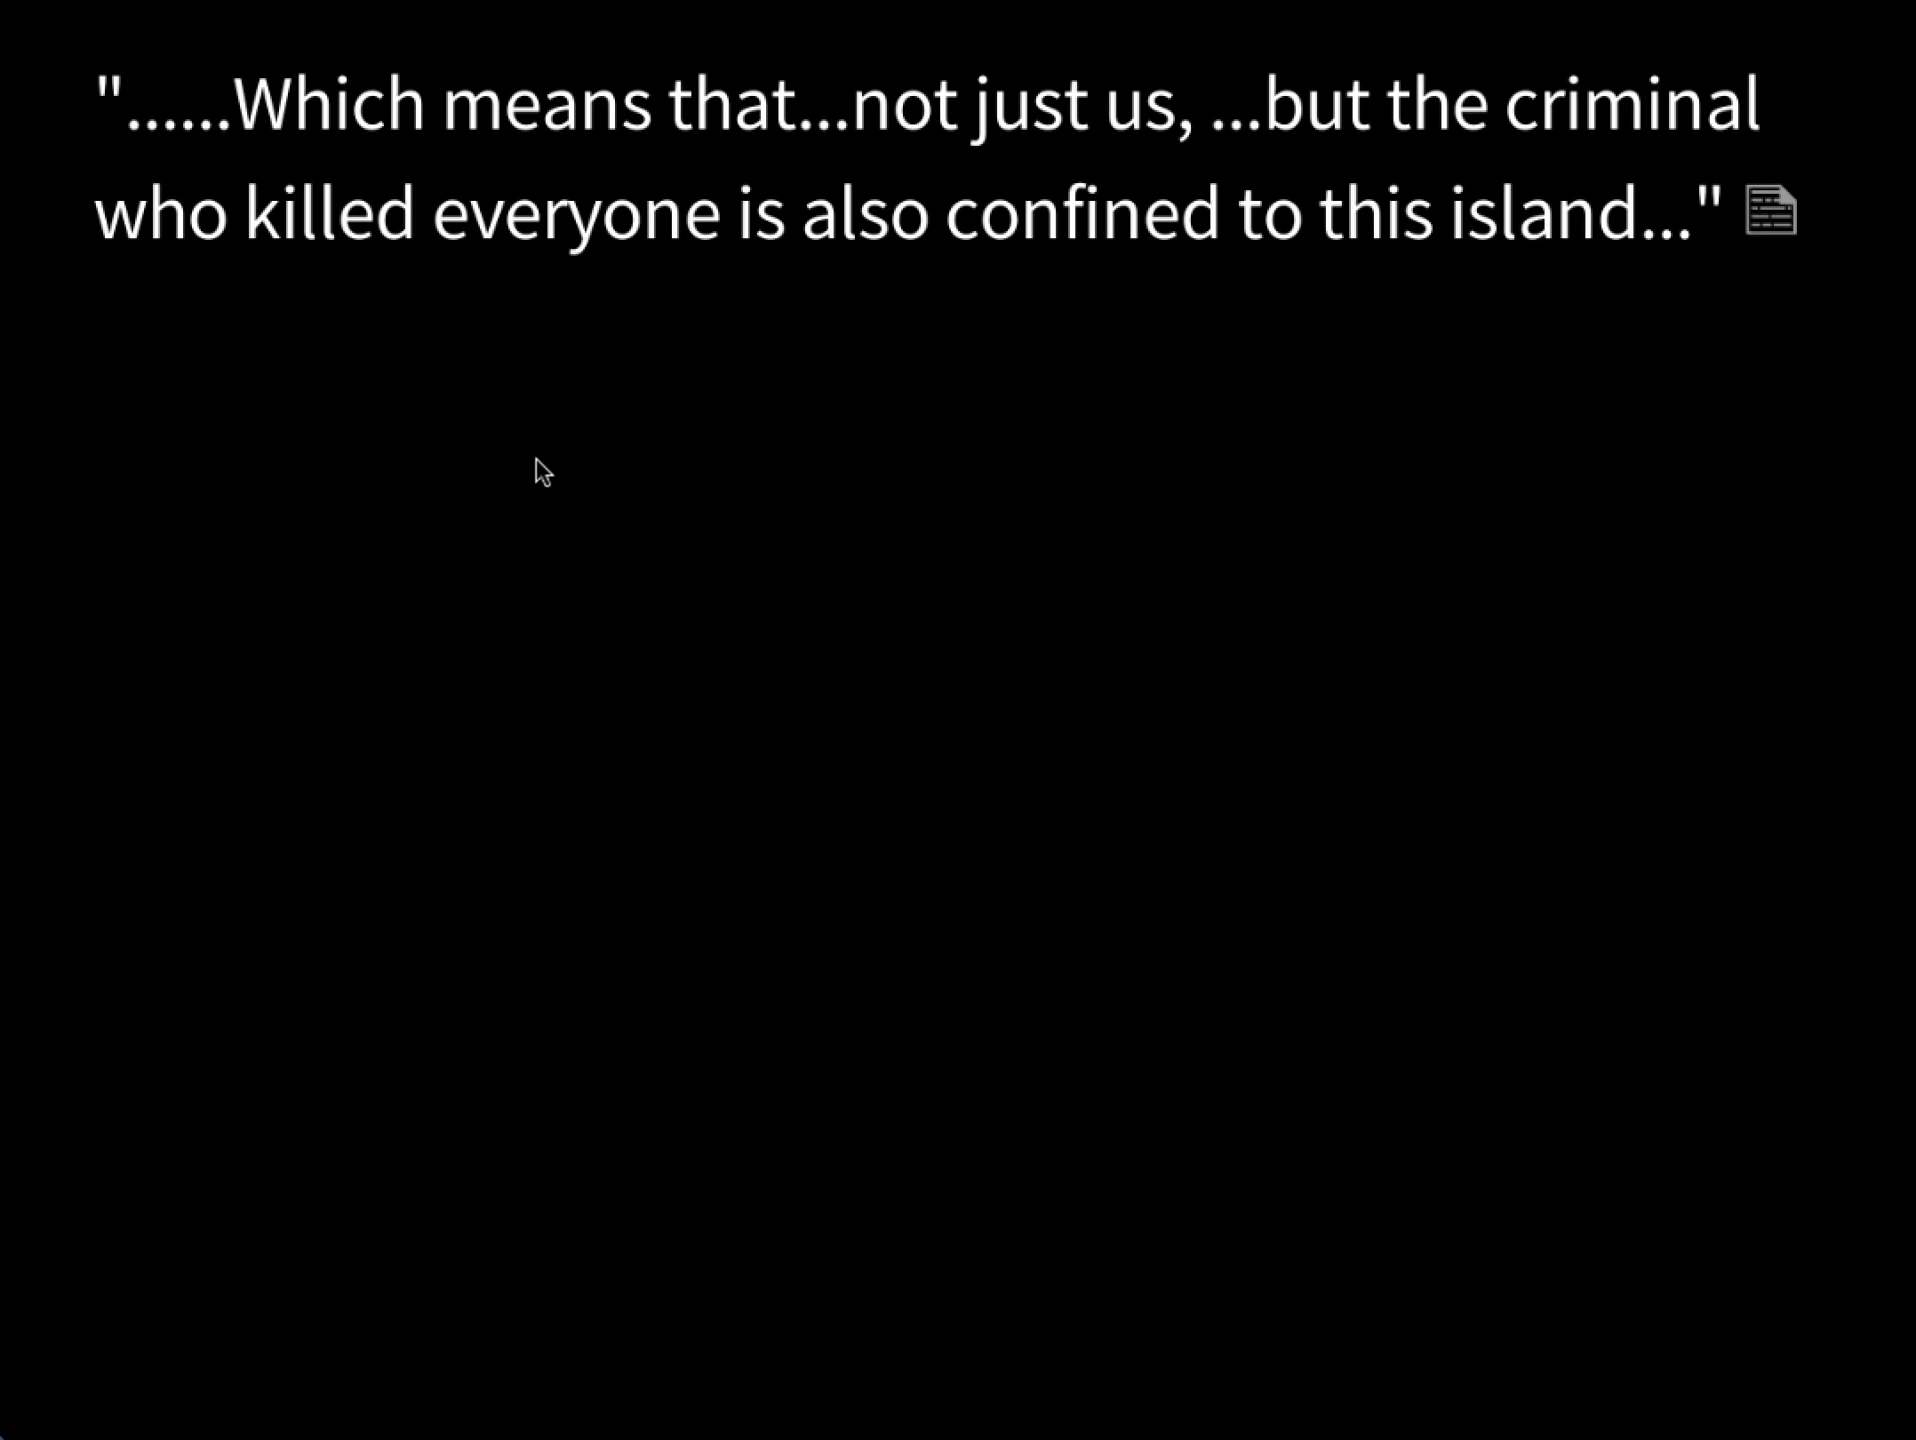 "......Which means that...not just us, ...but the criminal
who killed everyone is also confined to this island..."